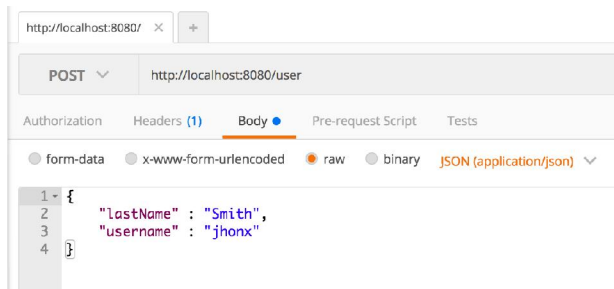 http://localhost:8080/ × +
POST http://localhost:8080/user
Authorization Headers (1) Body Pre-request Script Tests
form-data x-www-form-urlencoded raw binary JSON (application/json)
1 {
2 "lastName" : "Smith",
3 "username" : "jhonx"
4 }